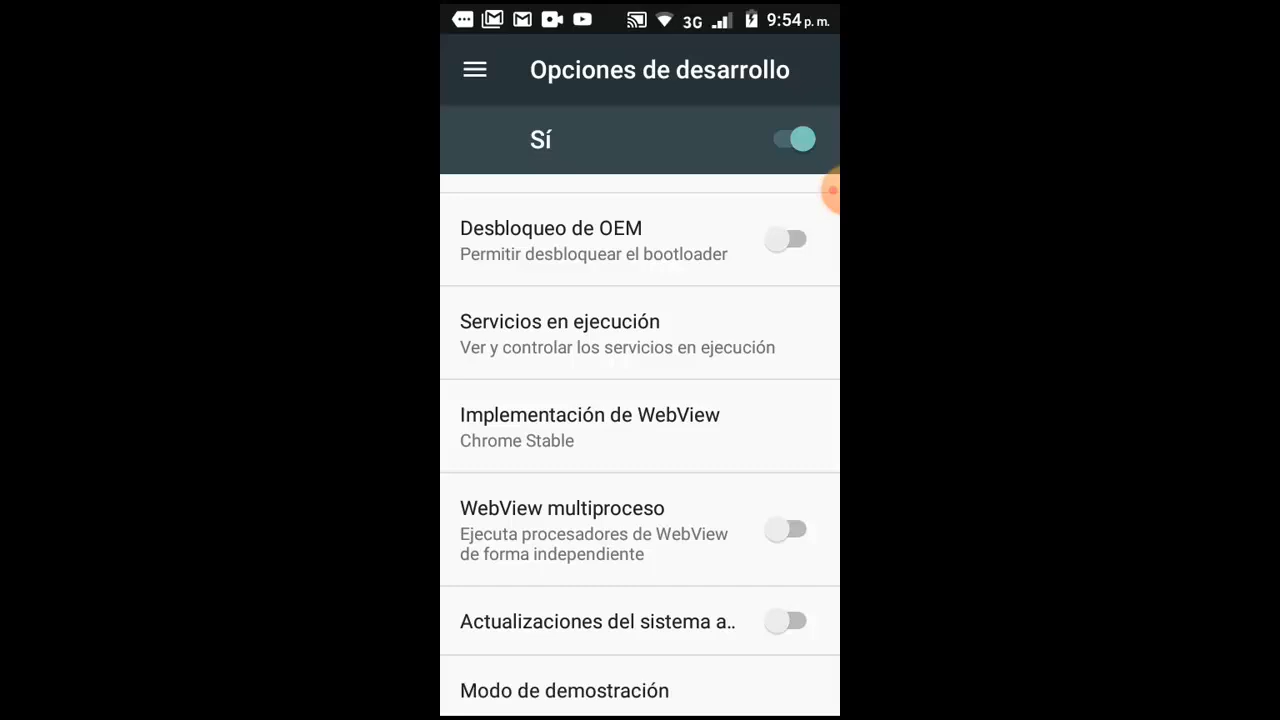 3G 9:54 p. m.
Opciones de desarrollo
Sí
Desbloqueo de OEM
Permitir desbloquear el bootloader
Servicios en ejecución
Ver y controlar los servicios en ejecución
Implementación de WebView
Chrome Stable
WebView multiproceso
Ejecuta procesadores de WebView
de forma independiente
Actualizaciones del sistema a..
Modo de demostración